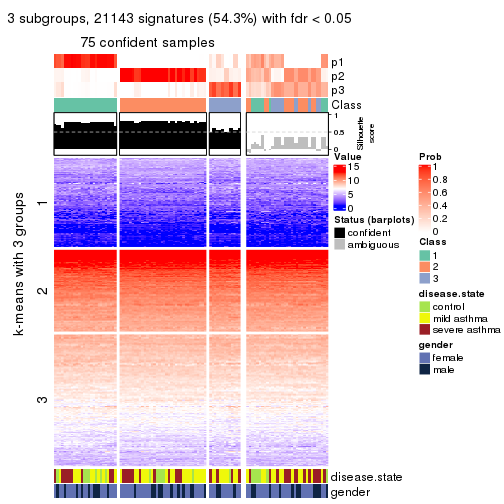 3 subgroups, 21143 signatures (54.3%) with fdr < 0.05
75 confident samples
p1
p2
p3
Class
1
0.5
0
Silhouette
score
k-means with 3 groups
1
2
3
disease.state
gender
Value
15
10
5
0
Status (barplots)
confident
ambiguous
Prob
1
0.8
0.6
0.4
0.2
0
Class
1
2
3
disease.state
control
mild asthma
severe asthma
gender
female
male